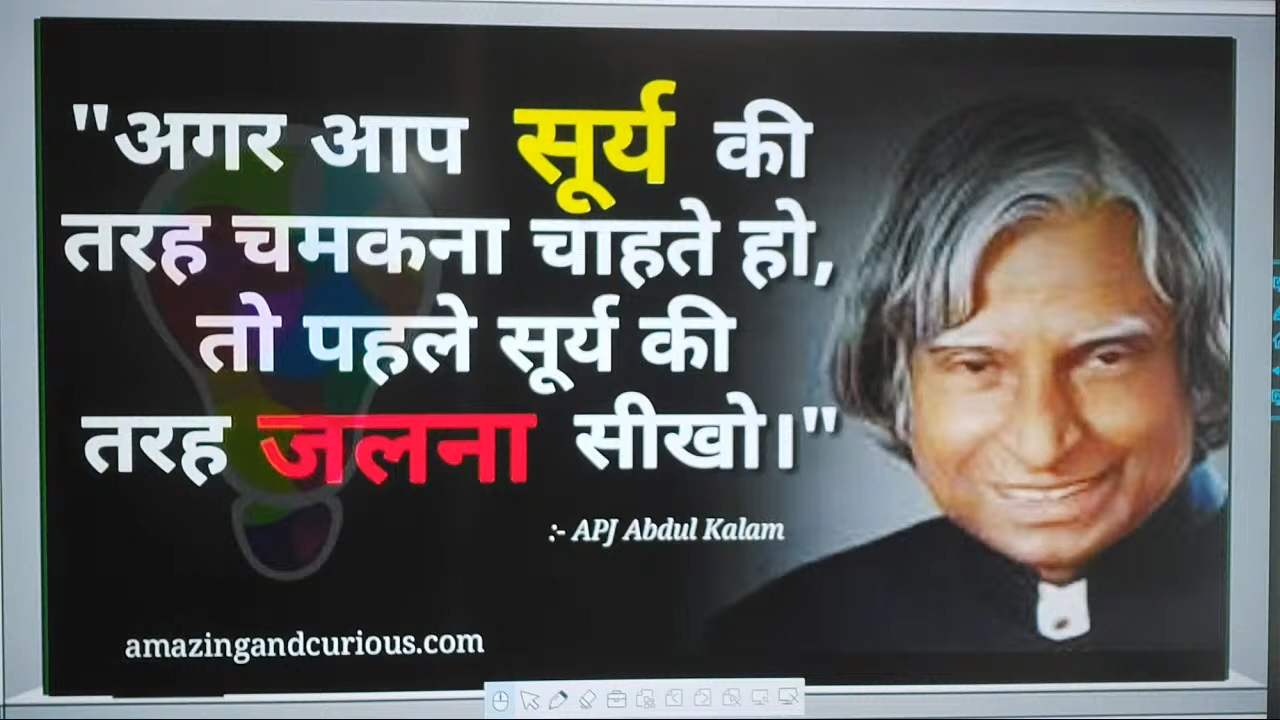 "अगर आप सूर्य की
तरह चमकना चाहते हो,
तो पहले सूर्य की
तरह जलना सीखो।"
:- APJ Abdul Kalam
amazingandcurious.com